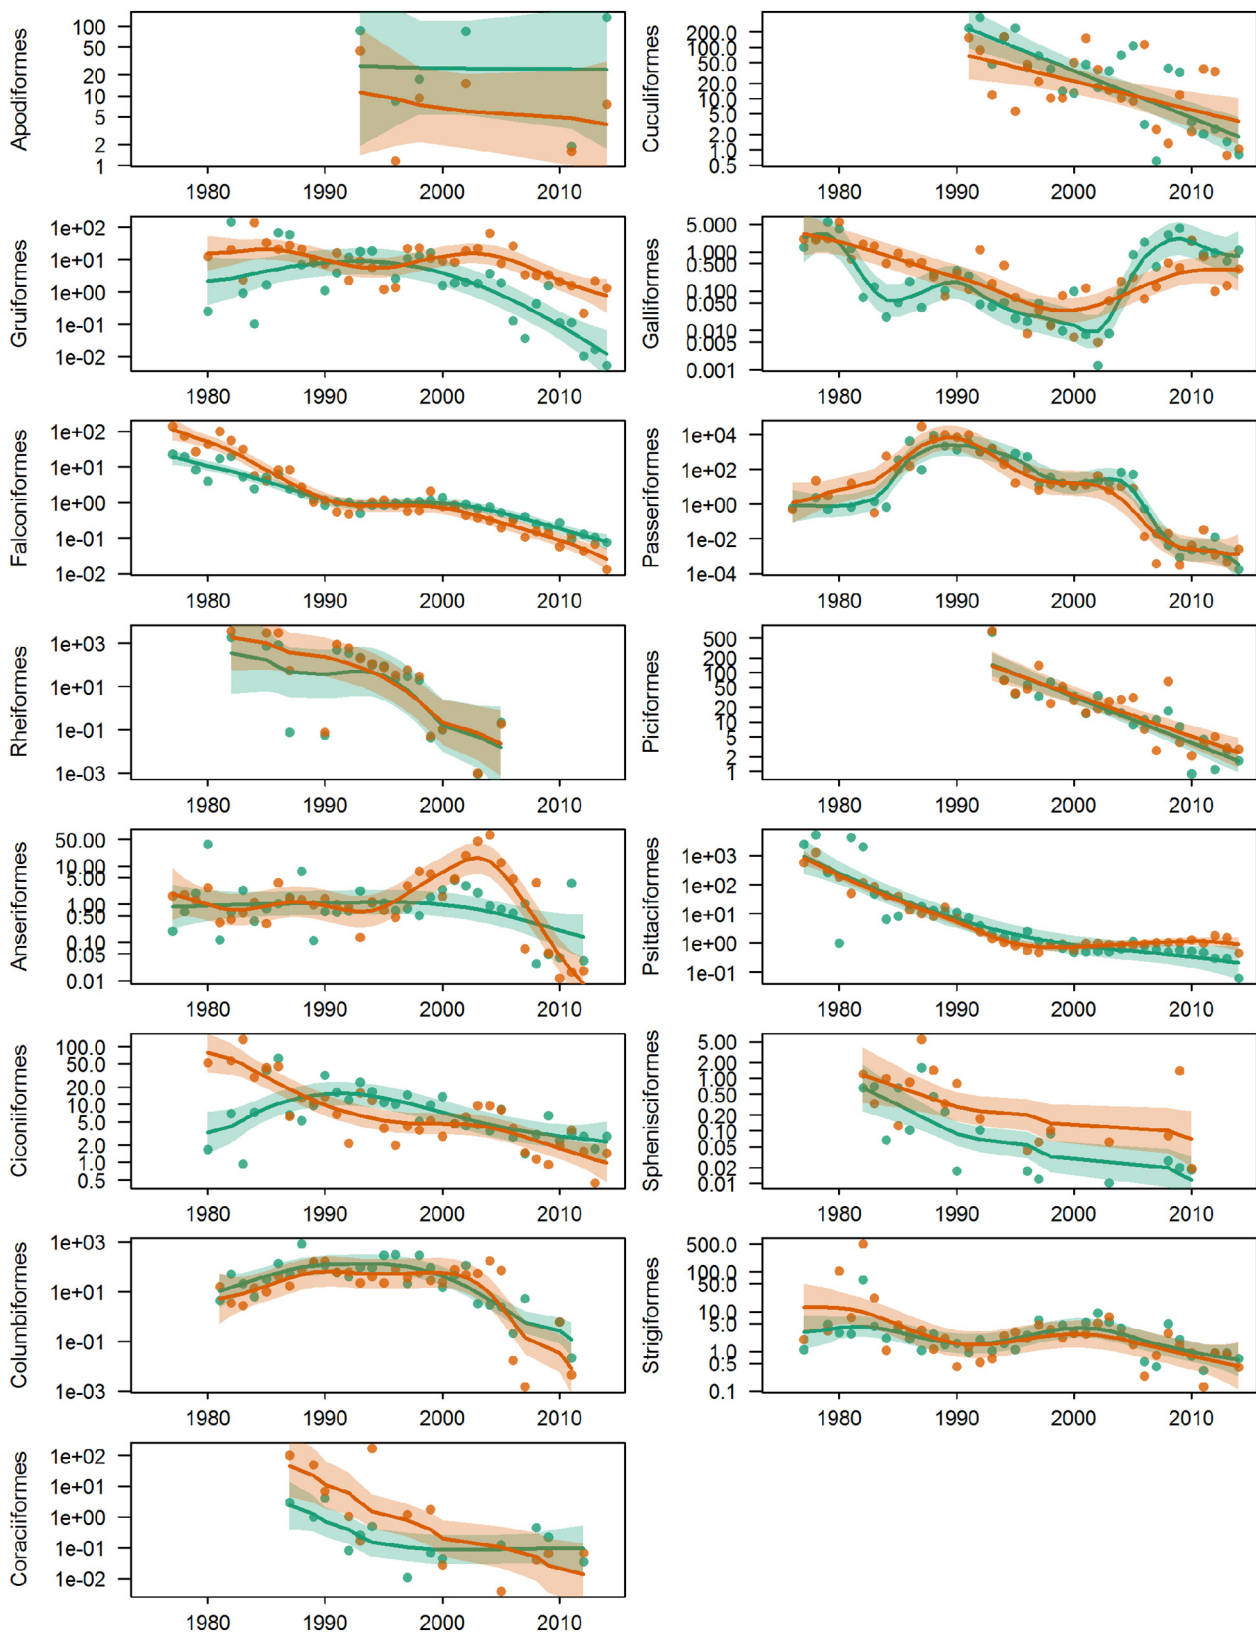 Apodiformes
100
50
20
10
5
2
1
1980 1990 2000 2010
Cuculiformes
200.0
100.0
50.0
20.0
10.0
5.0
2.0
1.0
0.5
1980 1990 2000 2010
Gruiformes
1e+02
1e+01
1e+00
1e-01
1e-02
1980 1990 2000 2010
Galliformes
5.000
1.000
0.500
0.100
0.050
0.010
0.005
0.001
1980 1990 2000 2010
Falconiformes
1e+02
1e+01
1e+00
1e-01
1e-02
1980 1990 2000 2010
Passeriformes
1e+04
1e+02
1e+00
1e-02
1e-04
1980 1990 2000 2010
Rheiformes
1e+03
1e+01
1e-01
1e-03
1980 1990 2000 2010
Piciformes
500
200
100
50
20
10
5
2
1
1980 1990 2000 2010
Anseriformes
50.00
10.00
5.00
1.00
0.50
0.10
0.05
0.01
1980 1990 2000 2010
Psittaciformes
1e+03
1e+02
1e+01
1e+00
1e-01
1980 1990 2000 2010
Ciconiiformes
100.0
50.0
20.0
10.0
5.0
2.0
1.0
0.5
1980 1990 2000 2010
Sphenisciformes
5.00
2.00
1.00
0.50
0.20
0.10
0.05
0.02
0.01
1980 1990 2000 2010
Columbiformes
1e+03
1e+01
1e-01
1e-03
1980 1990 2000 2010
Strigiformes
500.0
100.0
50.0
10.0
5.0
1.0
0.5
0.1
1980 1990 2000 2010
Coraciiformes
1e+02
1e+01
1e+00
1e-01
1e-02
1980 1990 2000 2010